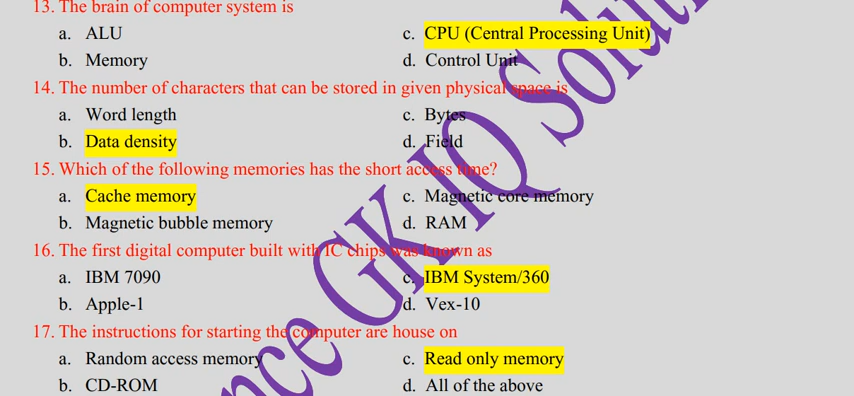 13. The brain of computer system is
a. ALU
c. CPU (Central Processing Unit)
b. Memory
d. Control Unit
14. The number of characters that can be stored in given physical space is
a. Word length
c. Bytes
b. Data density
d. Field
15. Which of the following memories has the short access time?
a. Cache memory
c. Magnetic core memory
b. Magnetic bubble memory
d. RAM
16. The first digital computer built with IC chips was known as
a. IBM 7090
c. IBM System/360
b. Apple-1
d. Vex-10
17. The instructions for starting the computer are house on
a. Random access memory
c. Read only memory
b. CD-ROM
d. All of the above
GK IQ